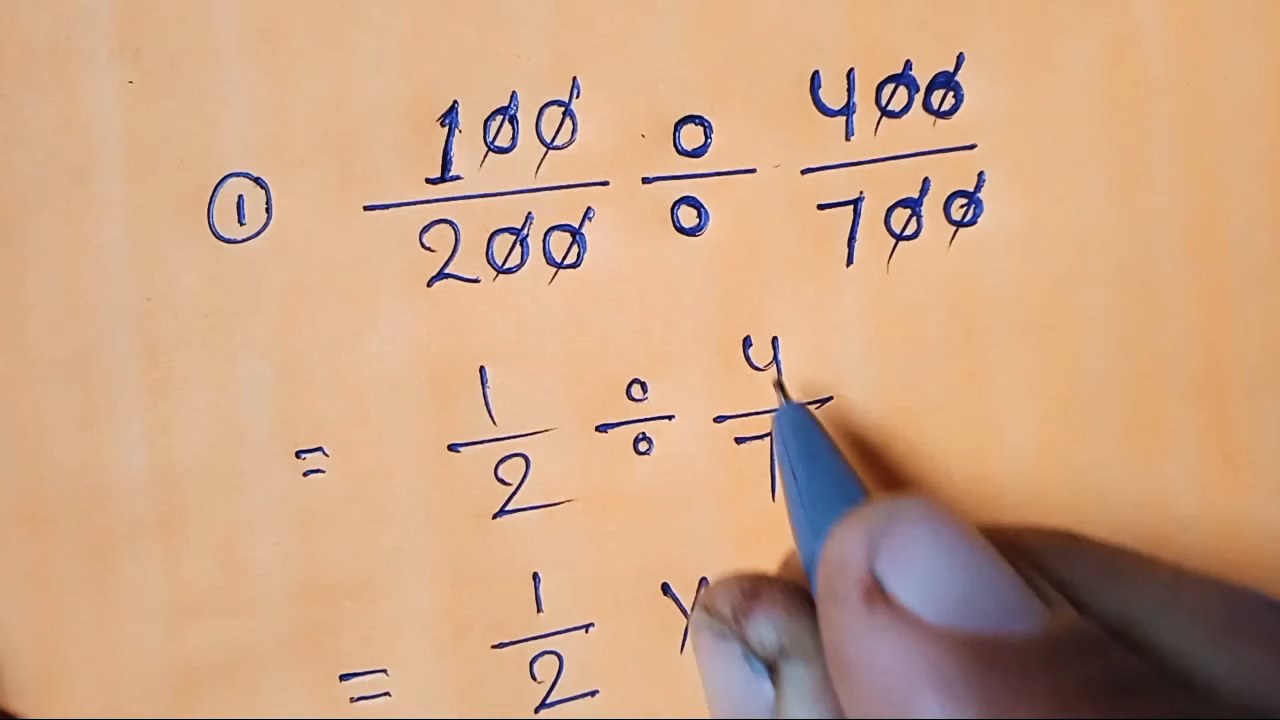 ① 100/200 ÷ 400/700
= 1/2 ÷ 4/7
= 1/2 ×